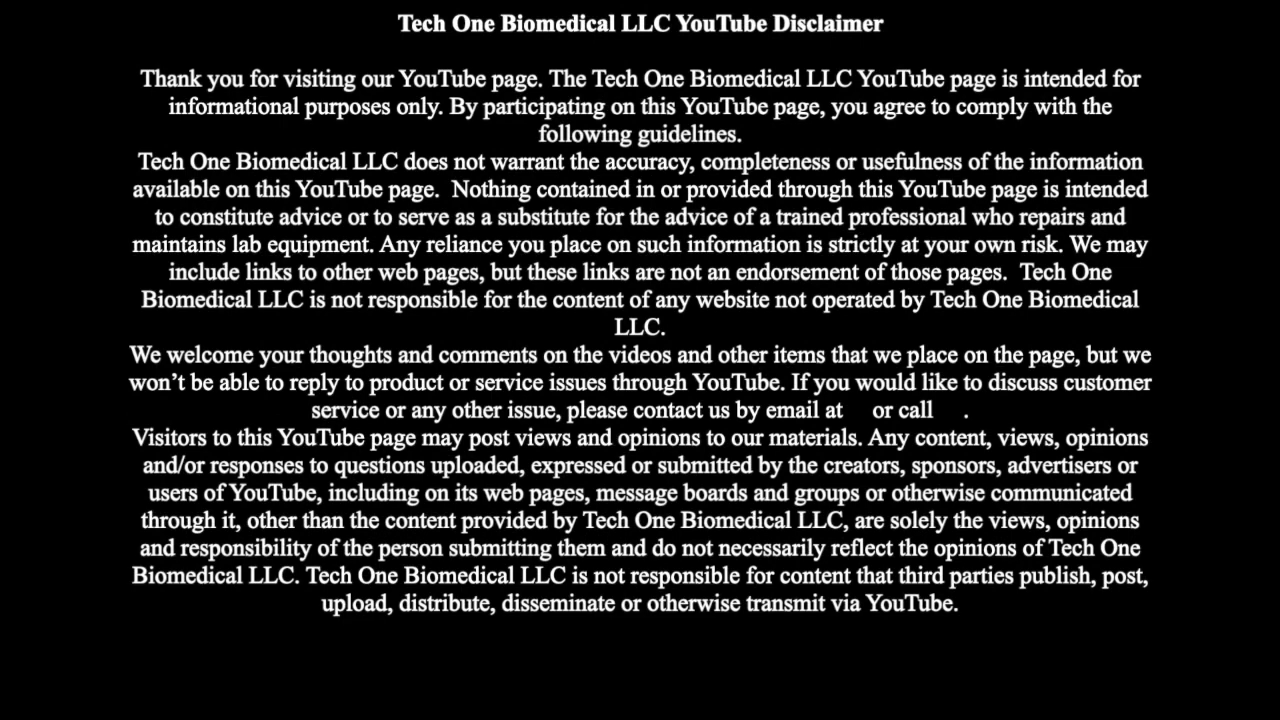 Tech One Biomedical LLC YouTube Disclaimer
Thank you for visiting our YouTube page. The Tech One Biomedical LLC YouTube page is intended for
informational purposes only. By participating on this YouTube page, you agree to comply with the
following guidelines.
Tech One Biomedical LLC does not warrant the accuracy, completeness or usefulness of the information
available on this YouTube page.  Nothing contained in or provided through this YouTube page is intended
to constitute advice or to serve as a substitute for the advice of a trained professional who repairs and
maintains lab equipment. Any reliance you place on such information is strictly at your own risk. We may
include links to other web pages, but these links are not an endorsement of those pages.  Tech One
Biomedical LLC is not responsible for the content of any website not operated by Tech One Biomedical
LLC.
We welcome your thoughts and comments on the videos and other items that we place on the page, but we
won’t be able to reply to product or service issues through YouTube. If you would like to discuss customer
service or any other issue, please contact us by email at     or call     .
Visitors to this YouTube page may post views and opinions to our materials. Any content, views, opinions
and/or responses to questions uploaded, expressed or submitted by the creators, sponsors, advertisers or
users of YouTube, including on its web pages, message boards and groups or otherwise communicated
through it, other than the content provided by Tech One Biomedical LLC, are solely the views, opinions
and responsibility of the person submitting them and do not necessarily reflect the opinions of Tech One
Biomedical LLC. Tech One Biomedical LLC is not responsible for content that third parties publish, post,
upload, distribute, disseminate or otherwise transmit via YouTube.